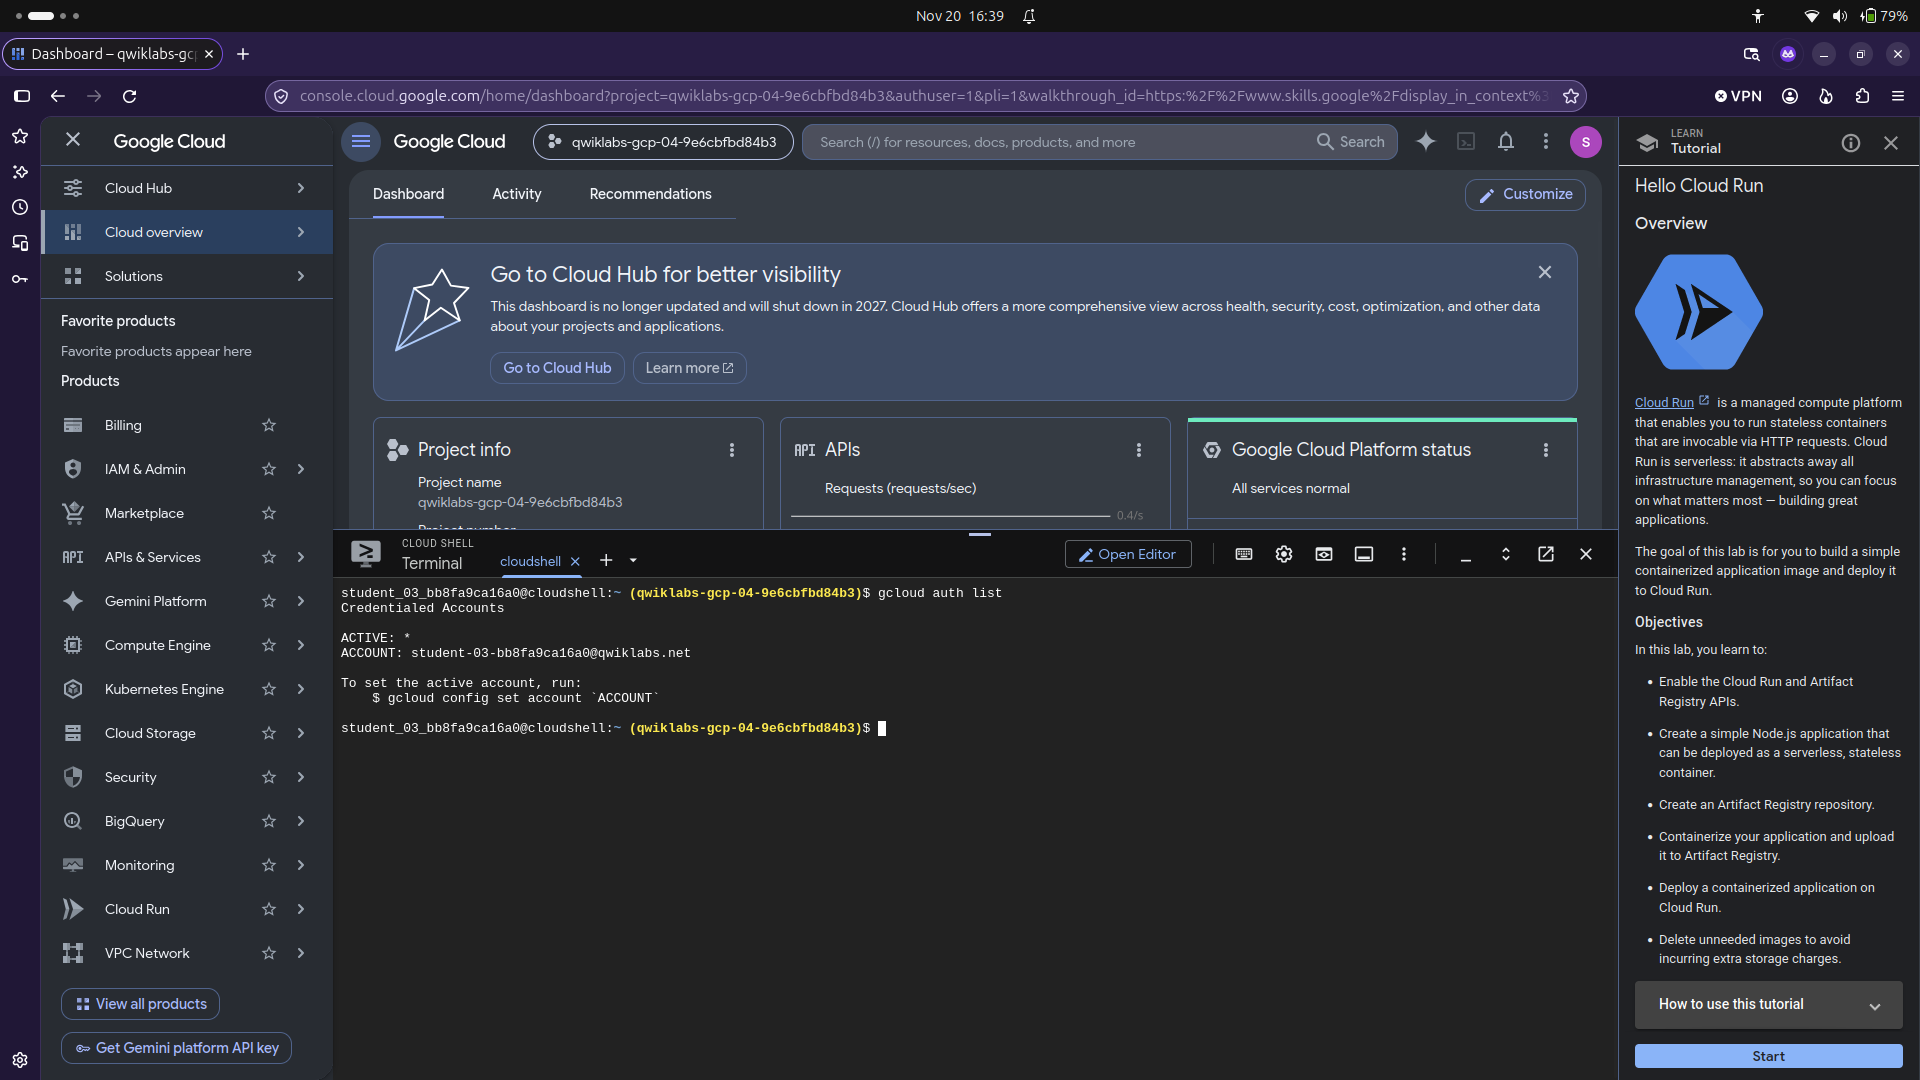 Nov 20 16:39
79%
Dashboard – qwiklabs-gc
console.cloud.google.com/home/dashboard?project=qwiklabs-gcp-04-9e6cbfbd84b3&authuser=1&pli=1&walkthrough_id=https:%2F%2Fwww.skills.google%2Fdisplay_in_context%3
VPN
Google Cloud
Cloud Hub
Cloud overview
Solutions
Favorite products
Favorite products appear here
Products
Billing
IAM & Admin
Marketplace
API APIs & Services
Gemini Platform
Compute Engine
Kubernetes Engine
Cloud Storage
Security
BigQuery
Monitoring
Cloud Run
VPC Network
View all products
Get Gemini platform API key
Google Cloud
qwiklabs-gcp-04-9e6cbfbd84b3
Search (/) for resources, docs, products, and more
Search
S
Dashboard
Activity
Recommendations
Customize
Go to Cloud Hub for better visibility
This dashboard is no longer updated and will shut down in 2027. Cloud Hub offers a more comprehensive view across health, security, cost, optimization, and other data
about your projects and applications.
Go to Cloud Hub
Learn more
Project info
Project name
qwiklabs-gcp-04-9e6cbfbd84b3
Project number
API APIs
Requests (requests/sec)
0.4/s
Google Cloud Platform status
All services normal
CLOUD SHELL
Terminal
cloudshell
Open Editor
student_03_bb8fa9ca16a0@cloudshell:~ (qwiklabs-gcp-04-9e6cbfbd84b3)$ gcloud auth list
Credentialed Accounts
ACTIVE: *
ACCOUNT: student-03-bb8fa9ca16a0@qwiklabs.net
To set the active account, run:
$ gcloud config set account `ACCOUNT`
student_03_bb8fa9ca16a0@cloudshell:~ (qwiklabs-gcp-04-9e6cbfbd84b3)$
LEARN
Tutorial
Hello Cloud Run
Overview
Cloud Run is a managed compute platform
that enables you to run stateless containers
that are invocable via HTTP requests. Cloud
Run is serverless: it abstracts away all
infrastructure management, so you can focus
on what matters most — building great
applications.
The goal of this lab is for you to build a simple
containerized application image and deploy it
to Cloud Run.
Objectives
In this lab, you learn to:
• Enable the Cloud Run and Artifact
Registry APIs.
• Create a simple Node.js application that
can be deployed as a serverless, stateless
container.
• Create an Artifact Registry repository.
• Containerize your application and upload
it to Artifact Registry.
• Deploy a containerized application on
Cloud Run.
• Delete unneeded images to avoid
incurring extra storage charges.
How to use this tutorial
Start